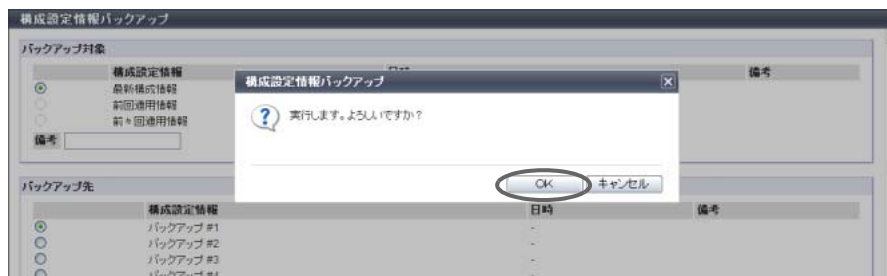 構成設定情報バックアップ
バックアップ対象
構成設定情報 備考
最新構成情報
前回適用情報
前々回適用情報
備考
構成設定情報バックアップ
実行します。よろしいですか?
OK キャンセル
バックアップ先
構成設定情報 日時 備考
バックアップ #1 -
バックアップ #2 -
バックアップ #3 -